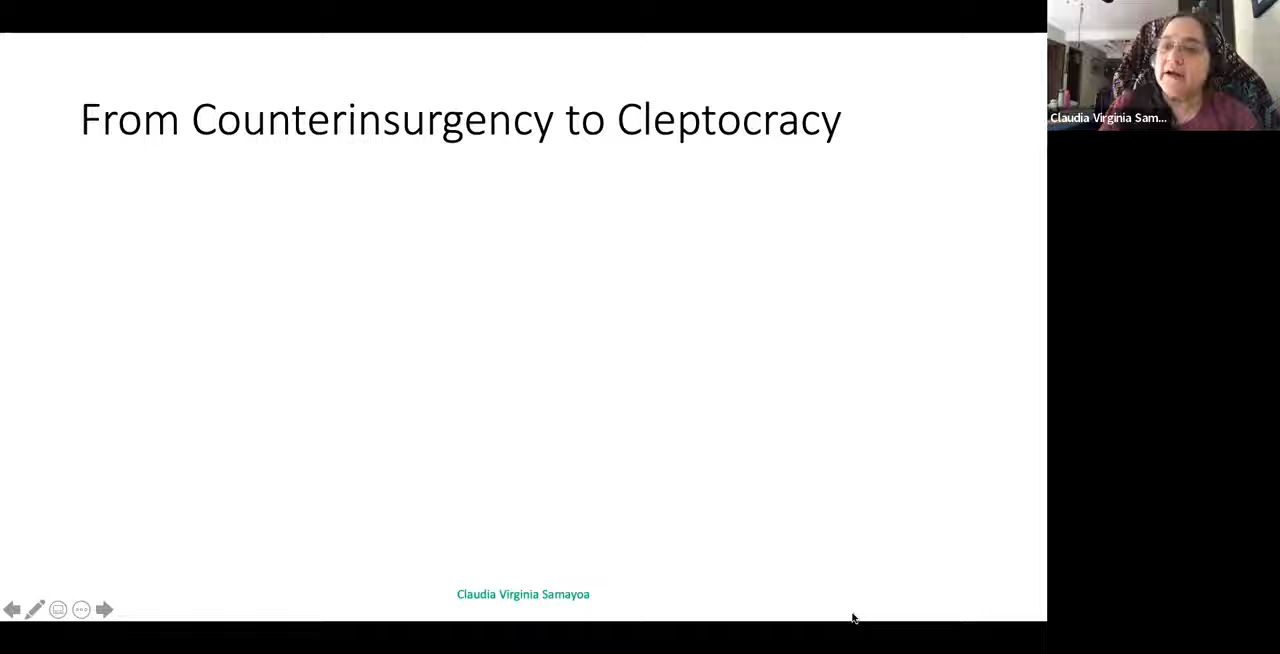 From Counterinsurgency to Cleptocracy
Claudia Virginia Sam...
Claudia Virginia Samayoa